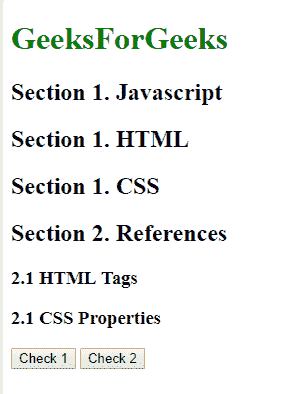 GeeksForGeeks
Section 1. Javascript
Section 1. HTML
Section 1. CSS
Section 2. References
2.1 HTML Tags
2.1 CSS Properties
Check 1 Check 2